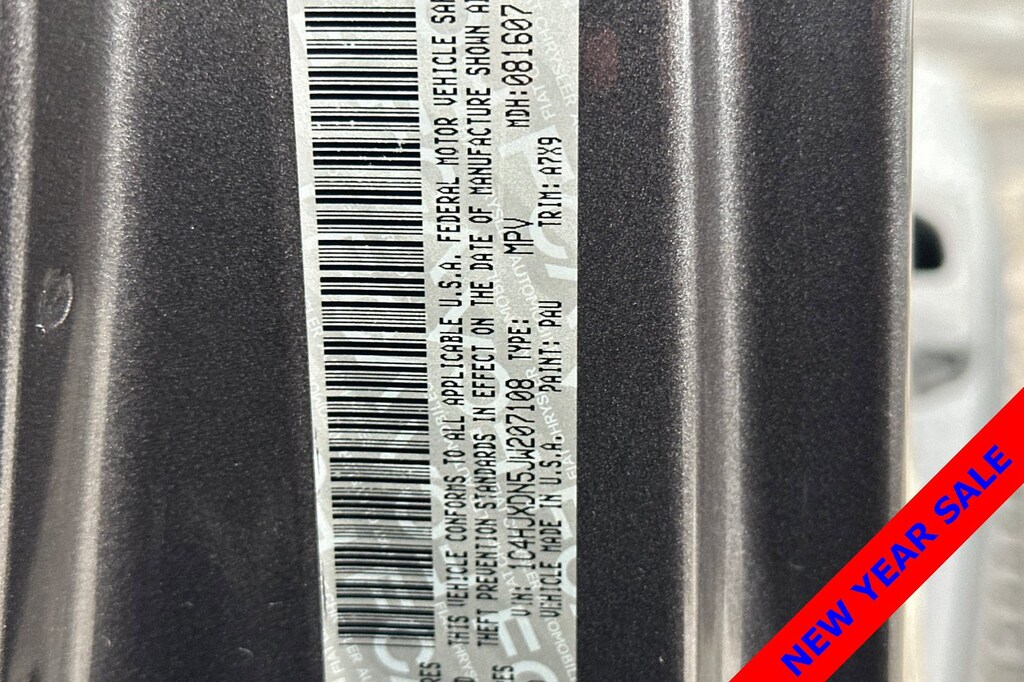 THIS VEHICLE CONFORMS TO ALL APPLICABLE U.S.A. FEDERAL MOTOR VEHICLE
THEFT PREVENTION STANDARDS IN EFFECT ON THE DATE OF MANUFACTURE SHOWN
VIN: 1C4HJXDN5JW207108 TYPE: MPV MDH:081607
VEHICLE MADE IN U.S.A. PAINT: PAU TRIM: A7X9
NEW YEAR SALE